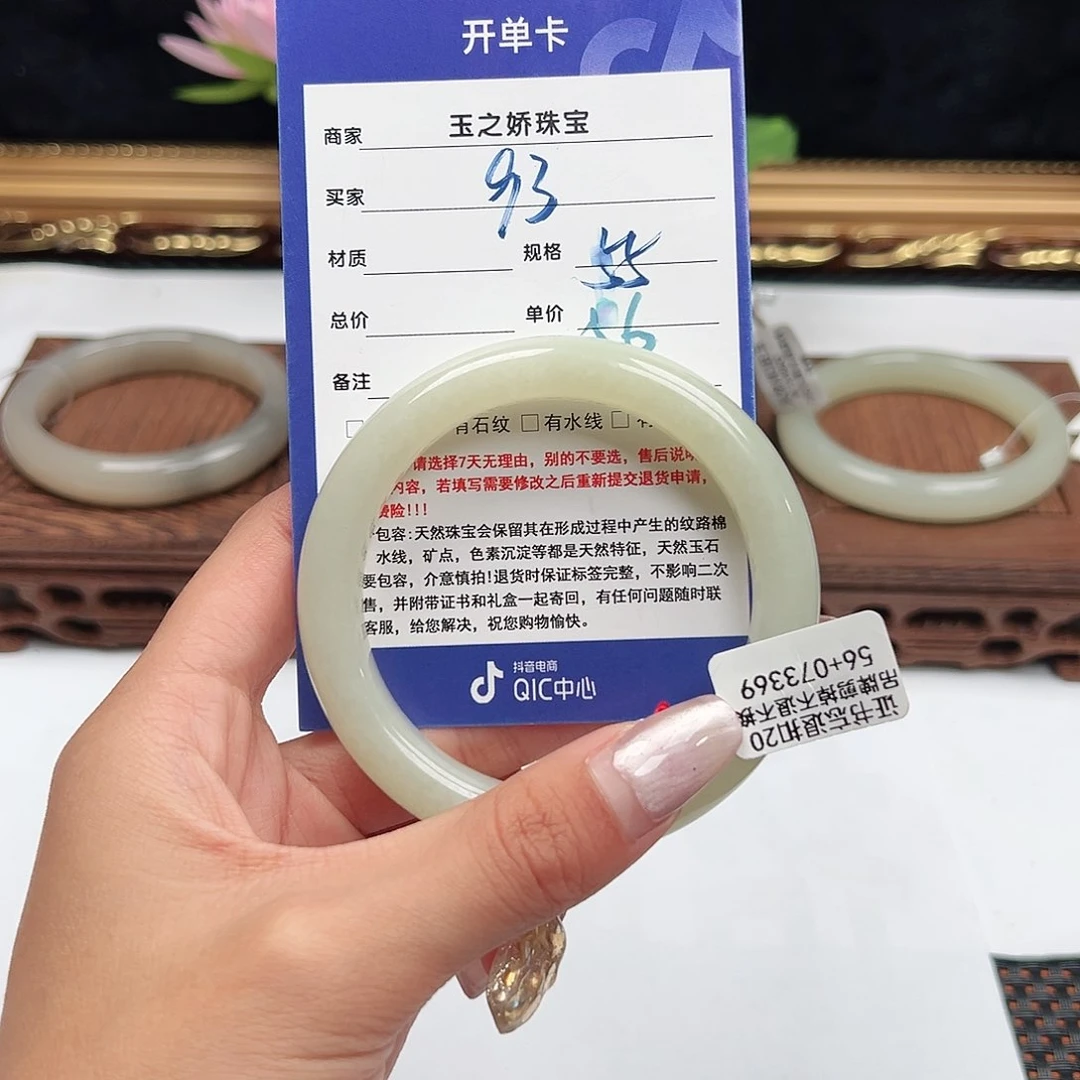 开单卡
商家 玉之娇珠宝
买家 93
材质 规格 55
总价 单价 56
备注
有石纹 □有水线 □
请选择7天无理由，别的不要选，售后说
内容，若填写需要修改之后重新提交退货申请，
费险!!!
包容:天然珠宝会保留其在形成过程中产生的纹路棉
水线，矿点，色素沉淀等都是天然特征，天然玉石
要包容，介意慎拍!退货时保证标签完整，不影响二次
售，并附带证书和礼盒一起寄回，有任何问题随时联
客服，给您解决，祝您购物愉快。
抖音电商
QIC中心
证书忘退扣20
吊牌剪掉不退不换
56+073369